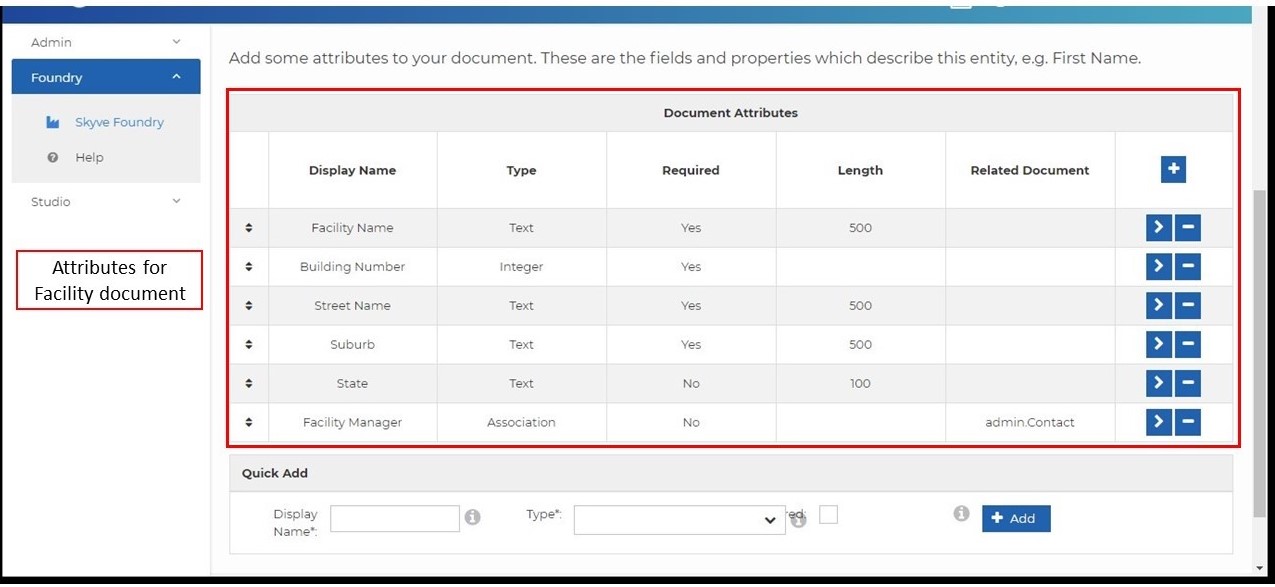 Admin
Add some attributes to your document. These are the fields and properties which describe this entity, e.g. First Name.
Foundry
Skyve Foundry
Help
Studio
Attributes for
Facility document
Document Attributes
Display Name Type Required Length Related Document
Facility Name Text Yes 500
Building Number Integer Yes
Street Name Text Yes 500
Suburb Text Yes 500
State Text No 100
Facility Manager Association No admin.Contact
Quick Add
Display Name*: Type*: red: Add